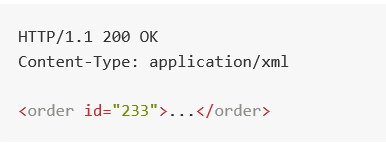 HTTP/1.1 200 OK
Content-Type: application/xml
<order id="233">...</order>